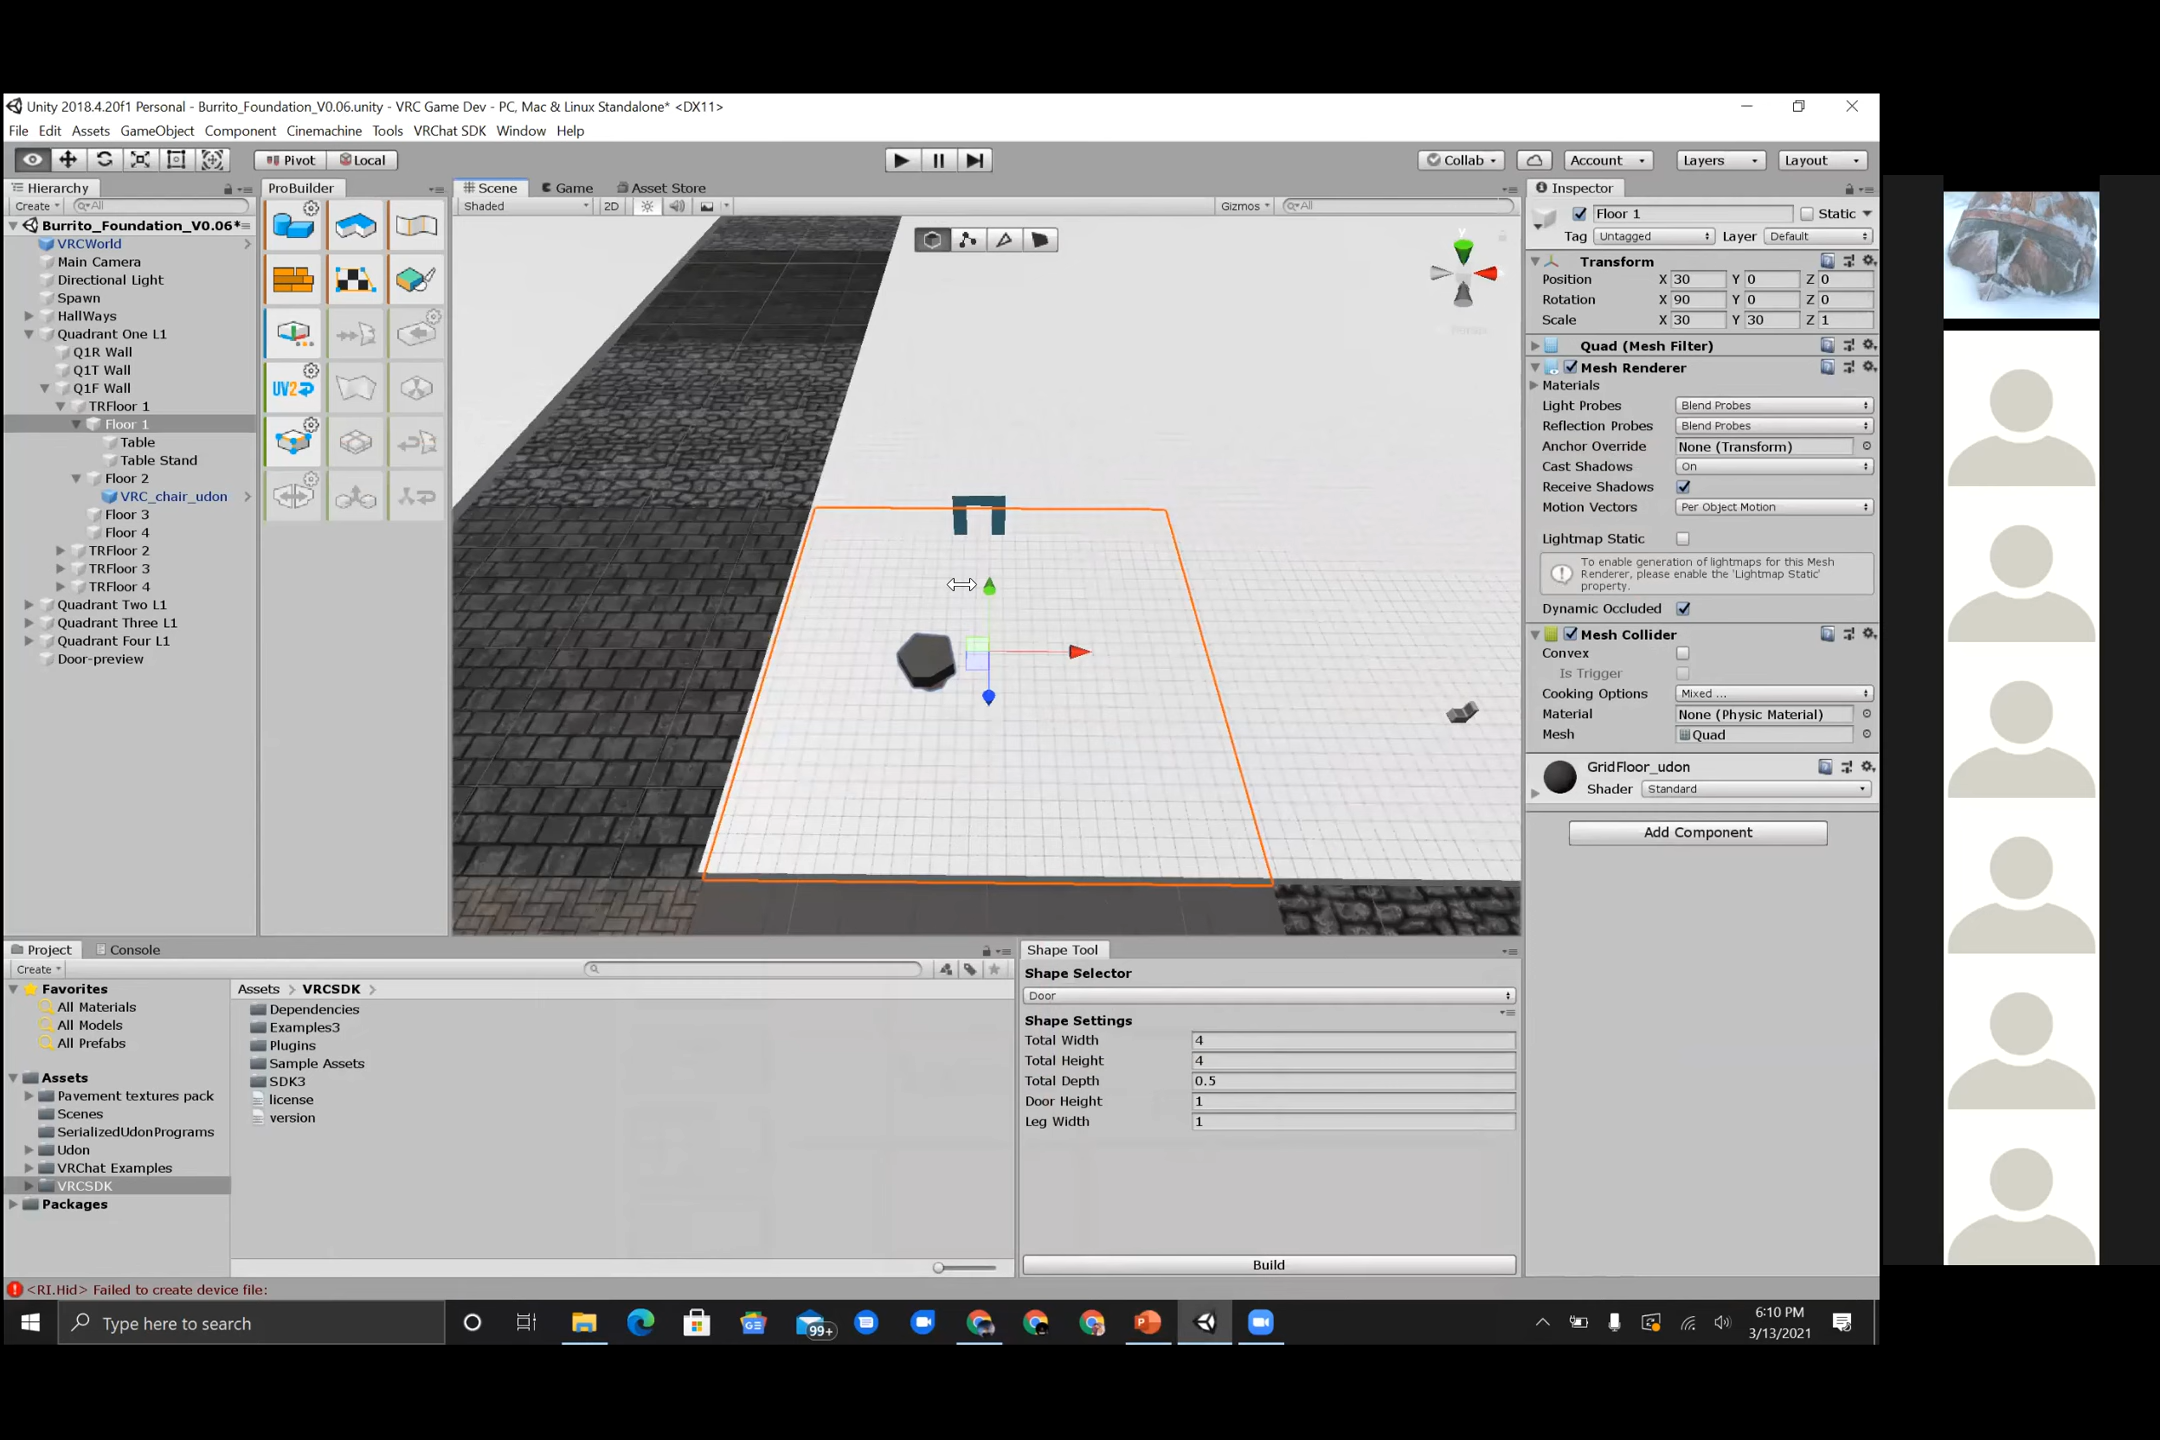 Unity 2018.4.20f1 Personal - Burrito_Foundation_V0.06.unity - VRC Game Dev - PC, Mac & Linux Standalone* <DX11>
File Edit Assets GameObject Component Cinemachine Tools VRChat SDK Window Help
Pivot Local Collab Account Layers Layout
Hierarchy
Create All
Burrito_Foundation_V0.06*
VRCWorld
Main Camera
Directional Light
Spawn
HallWays
Quadrant One L1
Q1R Wall
Q1T Wall
Q1F Wall
TRFloor 1
Floor 1
Table
Table Stand
Floor 2
VRC_chair_udon
Floor 3
Floor 4
TRFloor 2
TRFloor 3
TRFloor 4
Quadrant Two L1
Quadrant Three L1
Quadrant Four L1
Door-preview
ProBuilder
UV2
Scene Game Asset Store
Shaded 2D Gizmos All
y
Inspector
Floor 1 Static
Tag Untagged Layer Default
Transform
Position X 30 Y 0 Z 0
Rotation X 90 Y 0 Z 0
Scale X 30 Y 30 Z 1
Quad (Mesh Filter)
Mesh Renderer
Materials
Light Probes Blend Probes
Reflection Probes Blend Probes
Anchor Override None (Transform)
Cast Shadows On
Receive Shadows
Motion Vectors Per Object Motion
Lightmap Static
To enable generation of lightmaps for this Mesh
Renderer, please enable the 'Lightmap Static'
property.
Dynamic Occluded
Mesh Collider
Convex
Is Trigger
Cooking Options Mixed ...
Material None (Physic Material)
Mesh Quad
GridFloor_udon
Shader Standard
Add Component
Project Console
Create
Favorites
All Materials
All Models
All Prefabs
Assets
Pavement textures pack
Scenes
SerializedUdonPrograms
Udon
VRChat Examples
VRCSDK
Packages
Assets > VRCSDK >
Dependencies
Examples3
Plugins
Sample Assets
SDK3
license
version
Shape Tool
Shape Selector
Door
Shape Settings
Total Width 4
Total Height 4
Total Depth 0.5
Door Height 1
Leg Width 1
Build
<RI.Hid> Failed to create device file:
Type here to search
99+
6:10 PM
3/13/2021